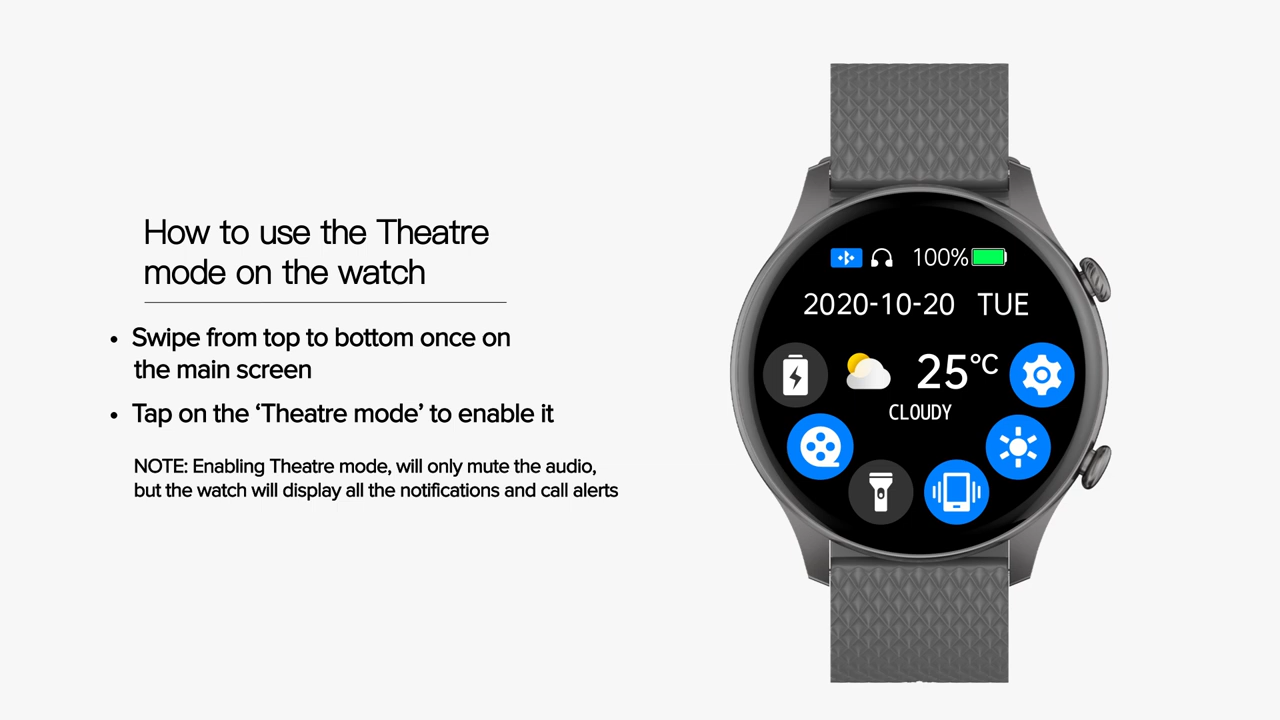 How to use the Theatre
mode on the watch
• Swipe from top to bottom once on
the main screen
• Tap on the ‘Theatre mode’ to enable it
NOTE: Enabling Theatre mode, will only mute the audio,
but the watch will display all the notifications and call alerts
100%
2020-10-20 TUE
25°C
CLOUDY